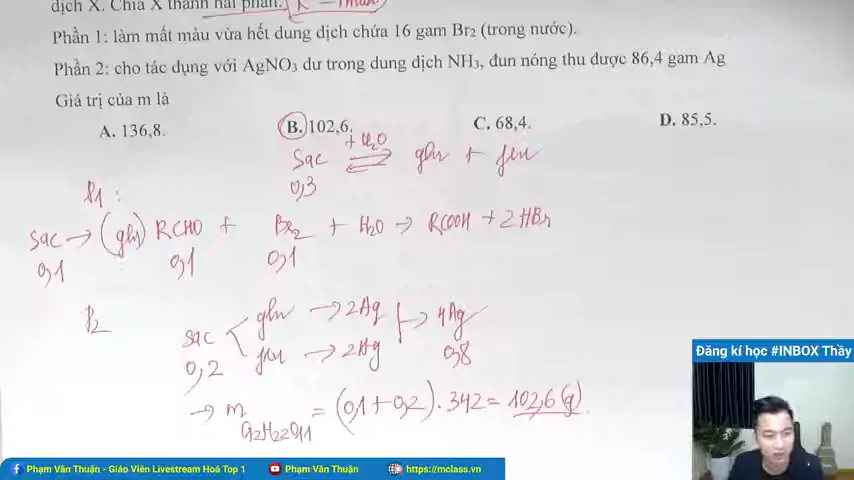 dịch X. Chia X thành hai phần.
Phần 1: làm mất màu vừa hết dung dịch chứa 16 gam Br₂ (trong nước).
Phần 2: cho tác dụng với AgNO₃ dư trong dung dịch NH₃, đun nóng thu được 86,4 gam Ag
Giá trị của m là
A. 136,8. B. 102,6. C. 68,4. D. 85,5.
+ H₂O
Sac ⇌ glu + fru
0,3
P1 :
Sac → (glu) RCHO + Br₂ + H₂O → RCOOH + 2HBr
0,1 0,1 0,1
P2
glu → 2Ag
sac → 4Ag
fru → 2Ag
0,2 0,8
→ m C₁₂H₂₂O₁₁ = (0,1 + 0,2) . 342 = 102,6 (g)
Đăng kí học #INBOX Thầy
Phạm Văn Thuận - Giáo Viên Livestream Hoá Top 1 Phạm Văn Thuận https://mclass.vn